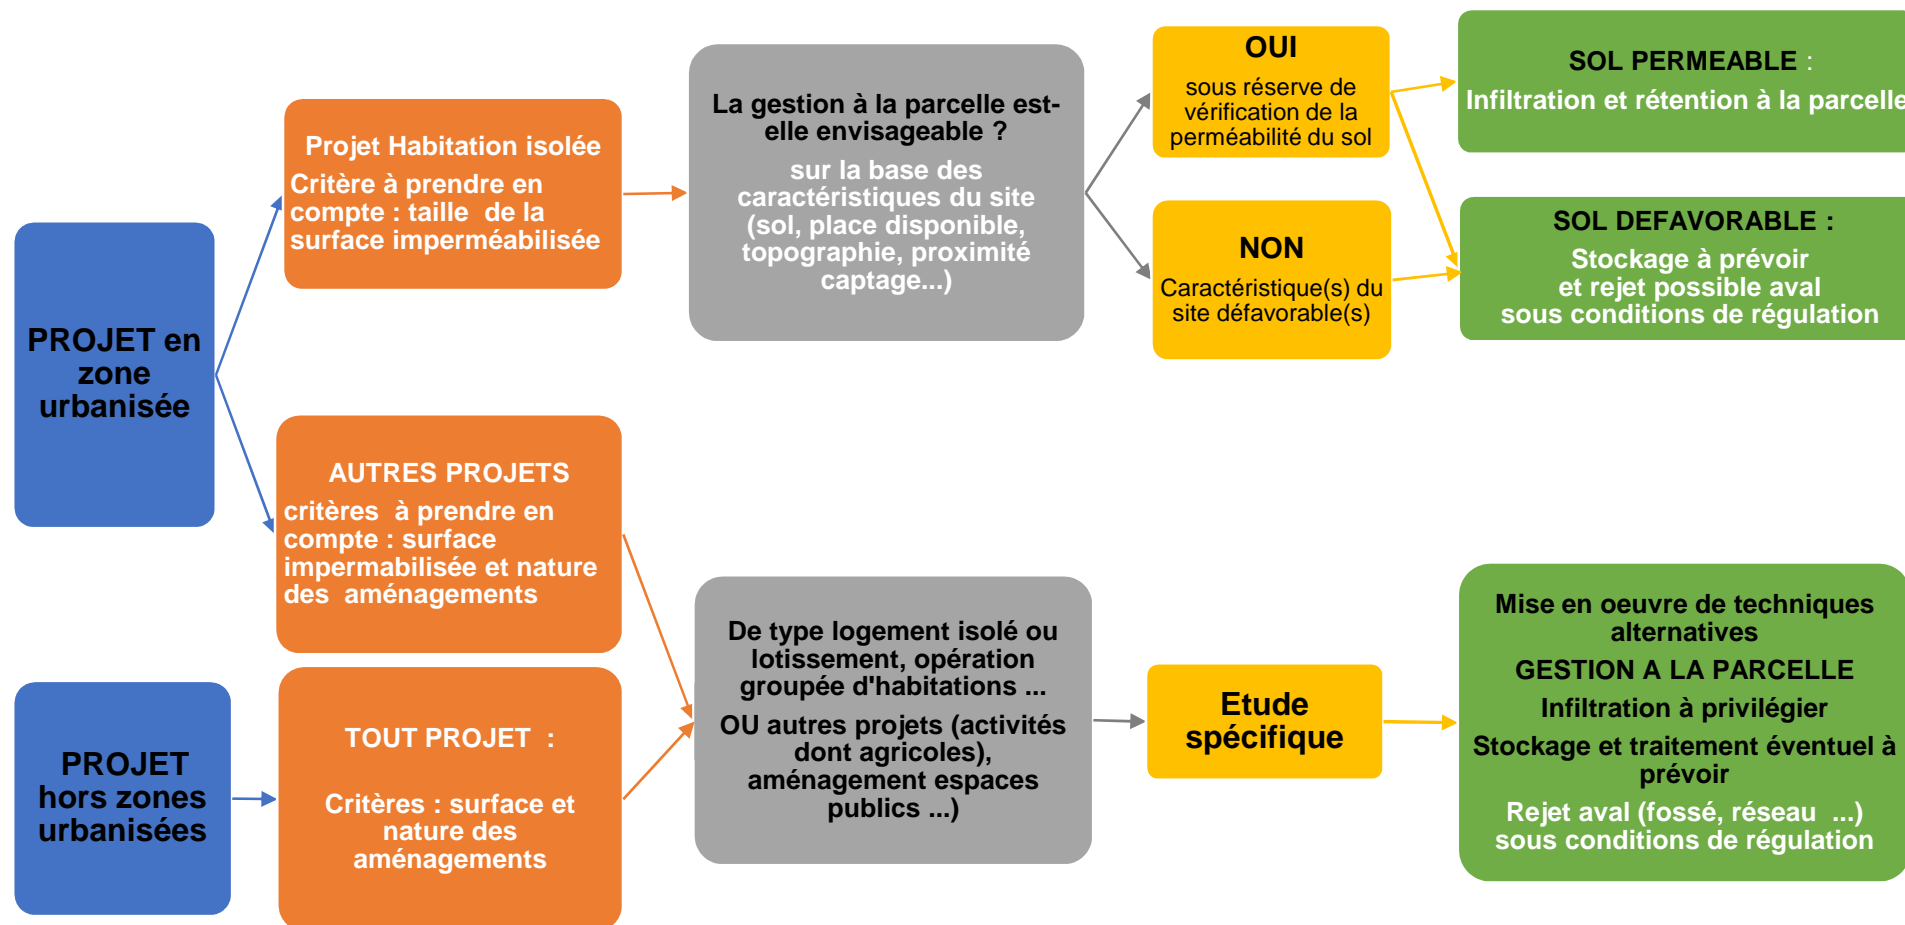 PROJET en
zone
urbanisée
Projet Habitation isolée
Critère à prendre en
compte : taille de la
surface imperméabilisée
La gestion à la parcelle est-
elle envisageable ?
sur la base des
caractéristiques du site
(sol, place disponible,
topographie, proximité
captage...)
OUI
sous réserve de
vérification de la
perméabilité du sol
NON
Caractéristique(s) du
site défavorable(s)
SOL PERMEABLE :
Infiltration et rétention à la parcelle
SOL DEFAVORABLE :
Stockage à prévoir
et rejet possible aval
sous conditions de régulation
AUTRES PROJETS
critères à prendre en
compte : surface
impermabilisée et nature
des aménagements
PROJET
hors zones
urbanisées
TOUT PROJET :
Critères : surface et
nature des
aménagements
De type logement isolé ou
lotissement, opération
groupée d'habitations ...
OU autres projets (activités
dont agricoles),
aménagement espaces
publics ...)
Etude
spécifique
Mise en oeuvre de techniques
alternatives
GESTION A LA PARCELLE
Infiltration à privilégier
Stockage et traitement éventuel à
prévoir
Rejet aval (fossé, réseau ...)
sous conditions de régulation